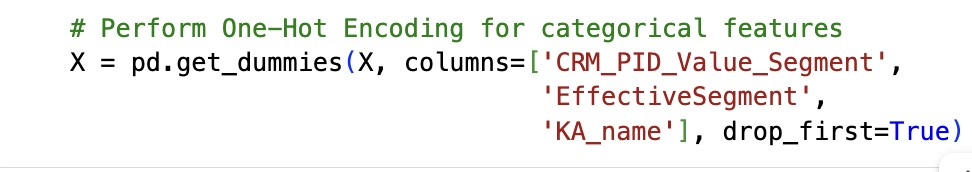 # Perform One-Hot Encoding for categorical features
X = pd.get_dummies(X, columns=['CRM_PID_Value_Segment',
'EffectiveSegment',
'KA_name'], drop_first=True)